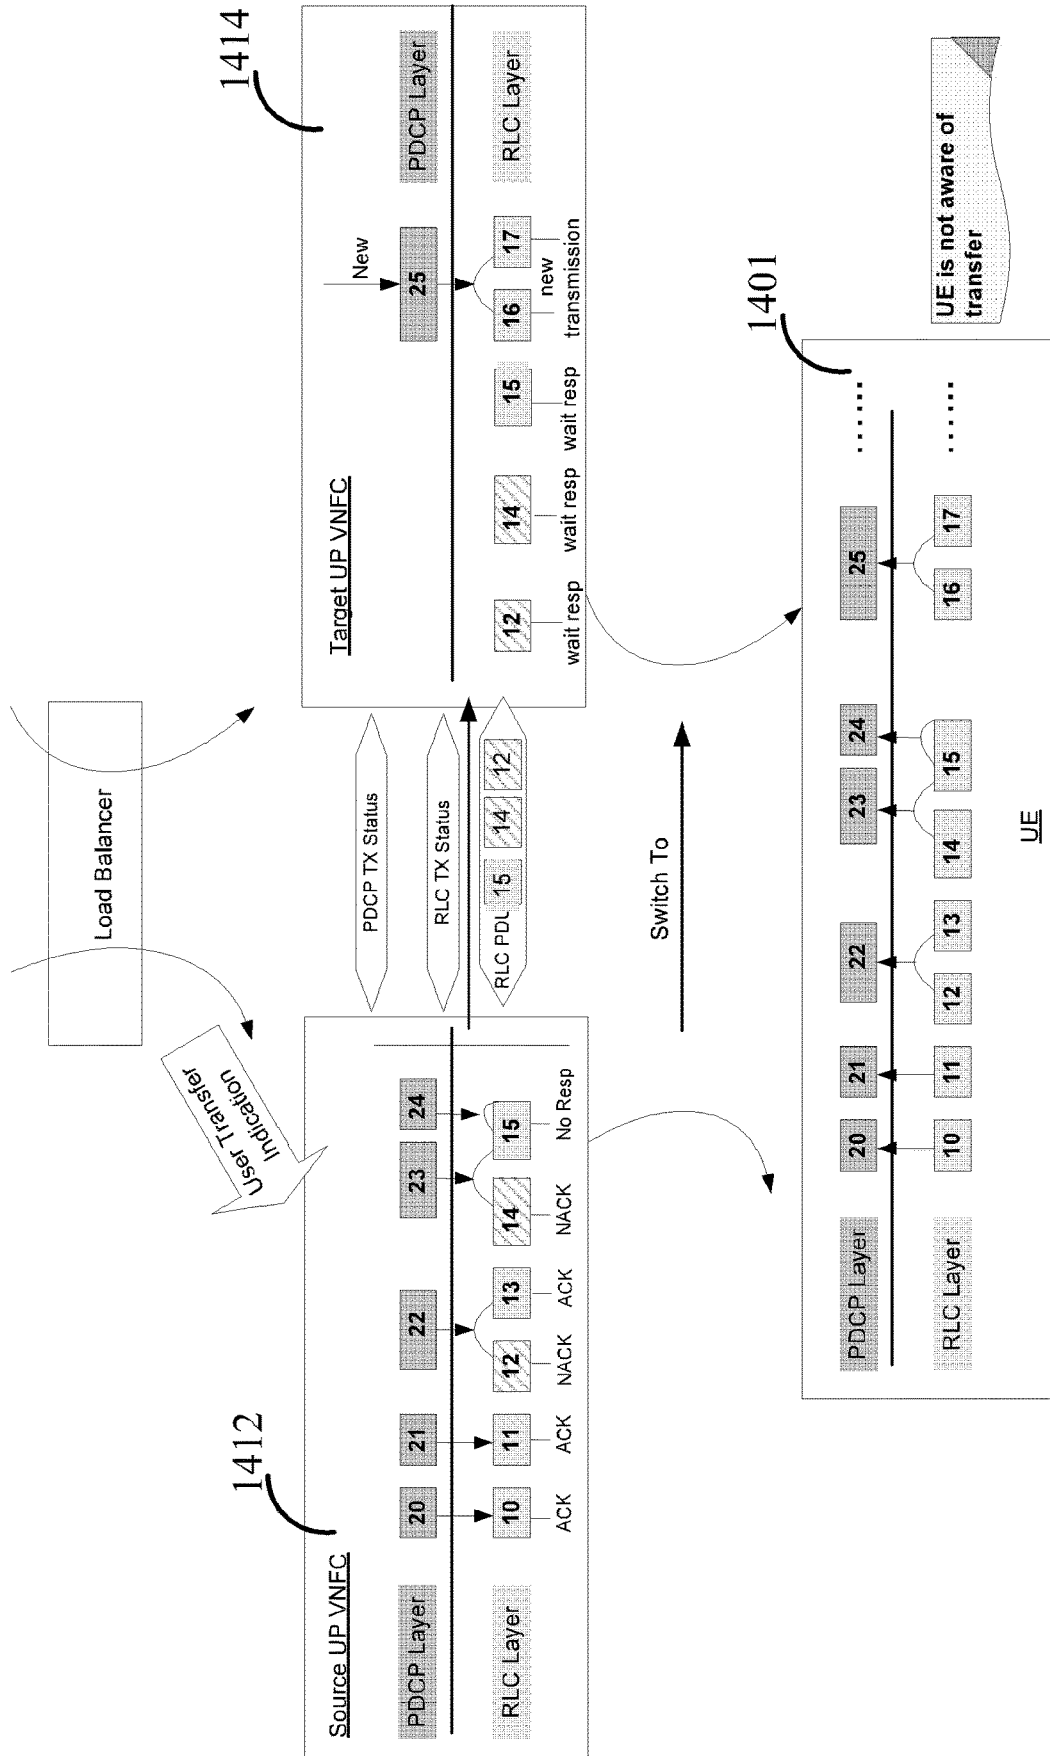 Load Balancer
User Transfer
Indication
1412
Source UP VNFC
PDCP Layer
20
21
22
23
24
RLC Layer
10
11
12
13
14
15
ACK
ACK
NACK
ACK
NACK
No Resp
PDCP TX Status
RLC TX Status
RLC PDU
15
14
12
1414
Target UP VNFC
New
25
PDCP Layer
12
14
15
16
17
RLC Layer
wait resp
wait resp
wait resp
new
transmission
Switch To
1401
PDCP Layer
20
21
22
23
24
25
......
RLC Layer
10
11
12
13
14
15
16
17
......
UE
UE is not aware of
transfer